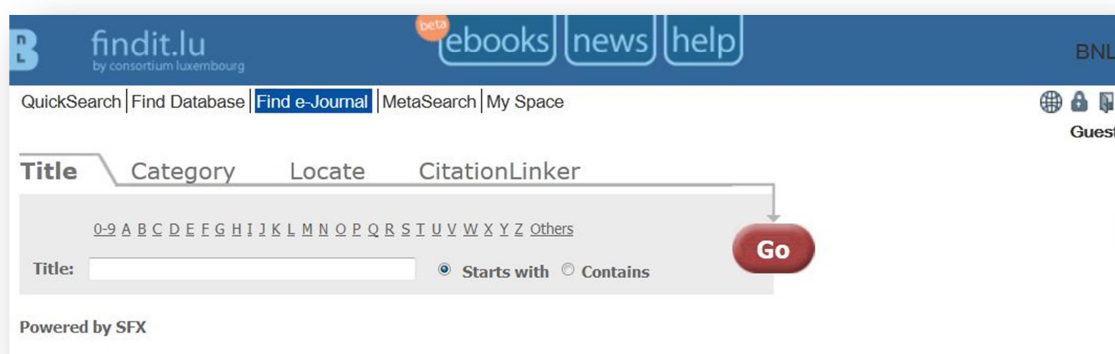 BnL
findit.lu
by consortium luxembourg
beta
ebooks news help
BNL
QuickSearch Find Database Find e-Journal MetaSearch My Space
Guest
Title Category Locate CitationLinker
0-9 A B C D E F G H I J K L M N O P Q R S T U V W X Y Z Others
Go
Title: Starts with Contains
Powered by SFX